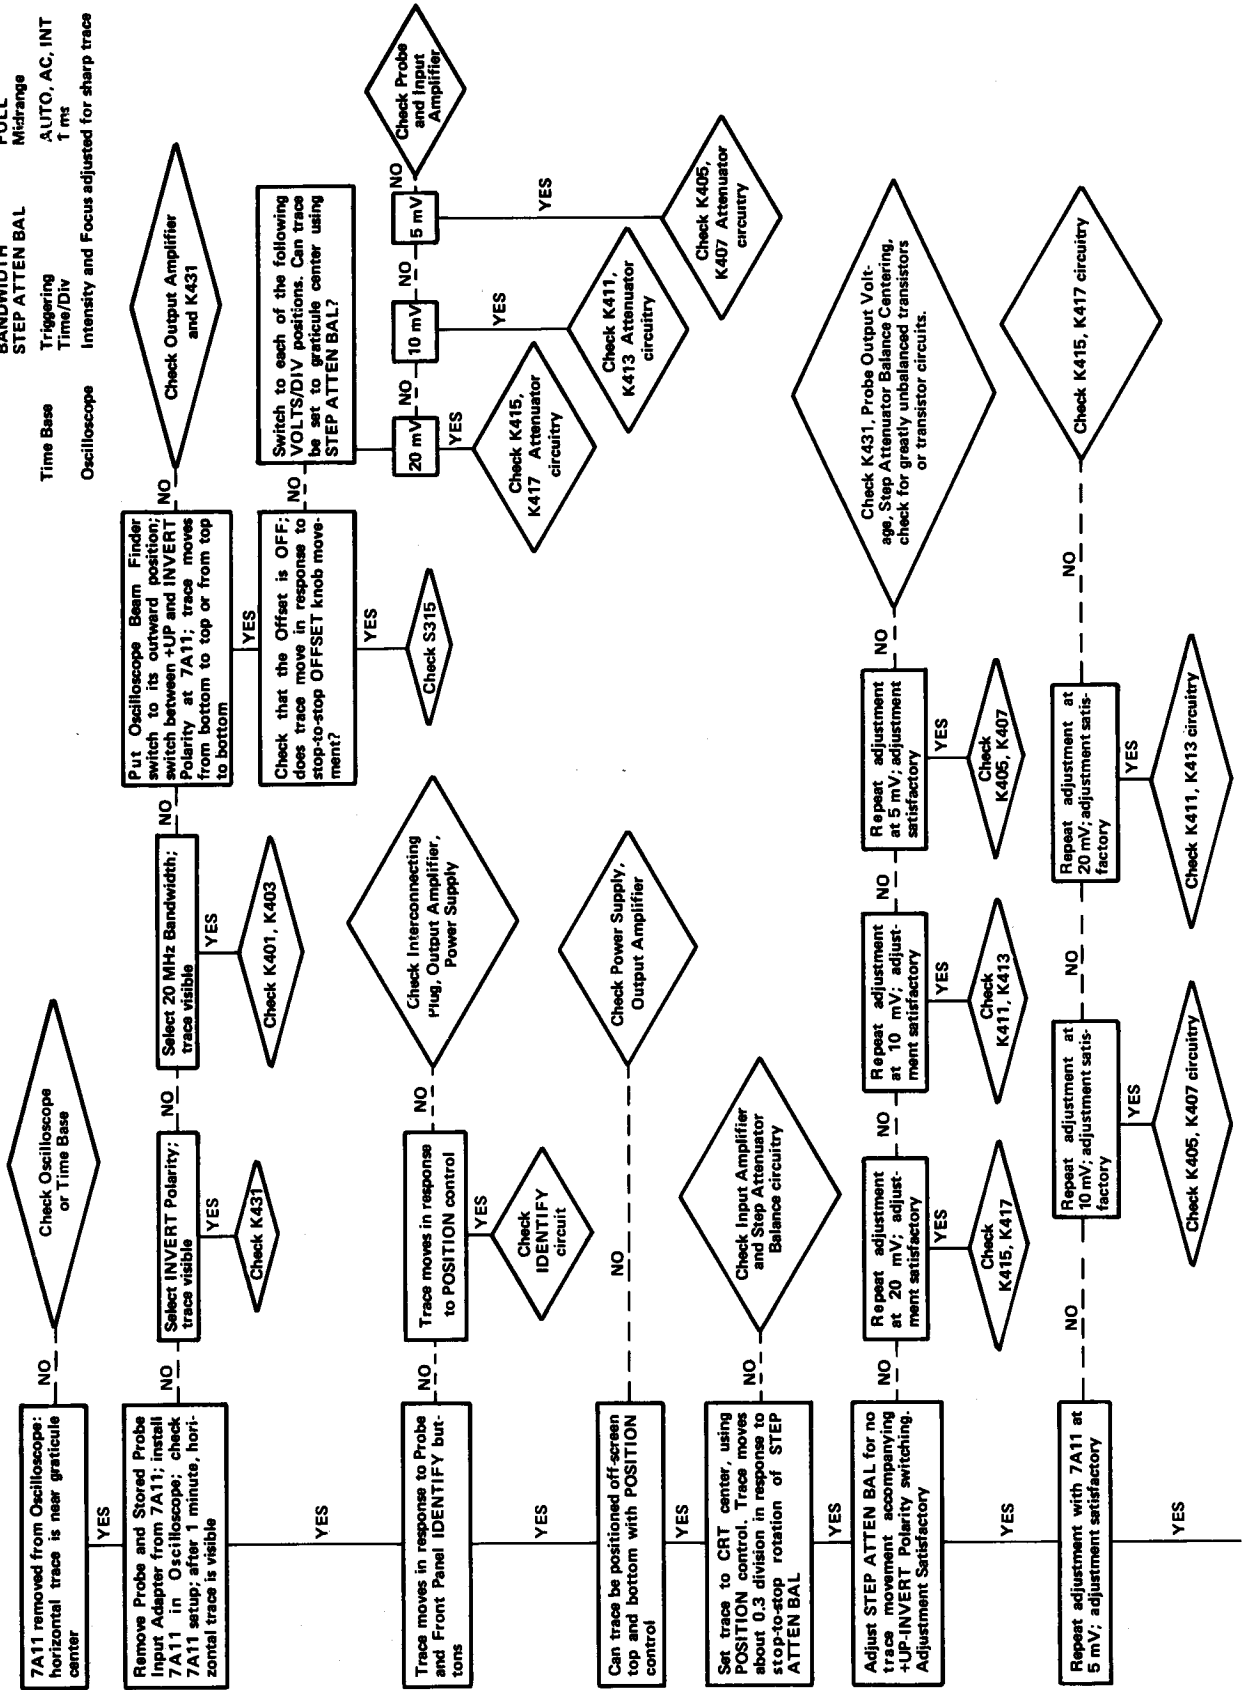 BANDWIDTH FULL
STEP ATTEN BAL Midrange
Time Base Triggering AUTO, AC, INT
Time/Div 1 ms
Oscilloscope Intensity and Focus adjusted for sharp trace
7A11 removed from Oscilloscope:
horizontal trace is near graticule
center
NO
Check Oscilloscope
or Time Base
YES
Remove Probe and Stored Probe
Input Adapter from 7A11; install
7A11 in Oscilloscope; check
7A11 setup; after 1 minute, hori-
zontal trace is visible
NO
Select INVERT Polarity;
trace visible
YES
Check K431
NO
Select 20 MHz Bandwidth;
trace visible
YES
Check K401, K403
NO
Put Oscilloscope Beam Finder
switch to its outward position;
switch between +UP and INVERT
Polarity at 7A11; trace moves
from bottom to top or from top
to bottom
NO
Check Output Amplifier
and K431
YES
Check that the Offset is OFF;
does trace move in response to
stop-to-stop OFFSET knob move-
ment?
YES
Check S315
NO
Switch to each of the following
VOLTS/DIV positions. Can trace
be set to graticule center using
STEP ATTEN BAL?
20 mV
NO
10 mV
NO
5 mV
NO
Check Probe
and Input
Amplifier
YES
Check K415,
K417 Attenuator
circuitry
YES
Check K411,
K413 Attenuator
circuitry
YES
Check K405,
K407 Attenuator
circuitry
YES
Trace moves in response to Probe
and Front Panel IDENTIFY but-
tons
NO
Trace moves in response
to POSITION control
YES
Check
IDENTIFY
circuit
NO
Check Interconnecting
Plug, Output Amplifier,
Power Supply
YES
Can trace be positioned off-screen
top and bottom with POSITION
control
NO
Check Power Supply,
Output Amplifier
YES
Set trace to CRT center, using
POSITION control. Trace moves
about 0.3 division in response to
stop-to-stop rotation of STEP
ATTEN BAL
NO
Check Input Amplifier
and Step Attenuator
Balance circuitry
YES
Adjust STEP ATTEN BAL for no
trace movement accompanying
+UP-INVERT Polarity switching.
Adjustment Satisfactory
NO
Repeat adjustment
at 20 mV; adjust-
ment satisfactory
YES
Check
K415, K417
NO
Repeat adjustment
at 10 mV; adjust-
ment satisfactory
YES
Check
K411, K413
NO
Repeat adjustment
at 5 mV; adjustment
satisfactory
YES
Check
K405, K407
NO
Check K431, Probe Output Volt-
age, Step Attenuator Balance Centering,
check for greatly unbalanced transistors
or transistor circuits.
YES
Repeat adjustment with 7A11 at
5 mV; adjustment satisfactory
NO
Repeat adjustment at
10 mV; adjustment satis-
factory
YES
Check K405, K407 circuitry
NO
Repeat adjustment at
20 mV; adjustment satis-
factory
YES
Check K411, K413 circuitry
NO
Check K415, K417 circuitry
YES